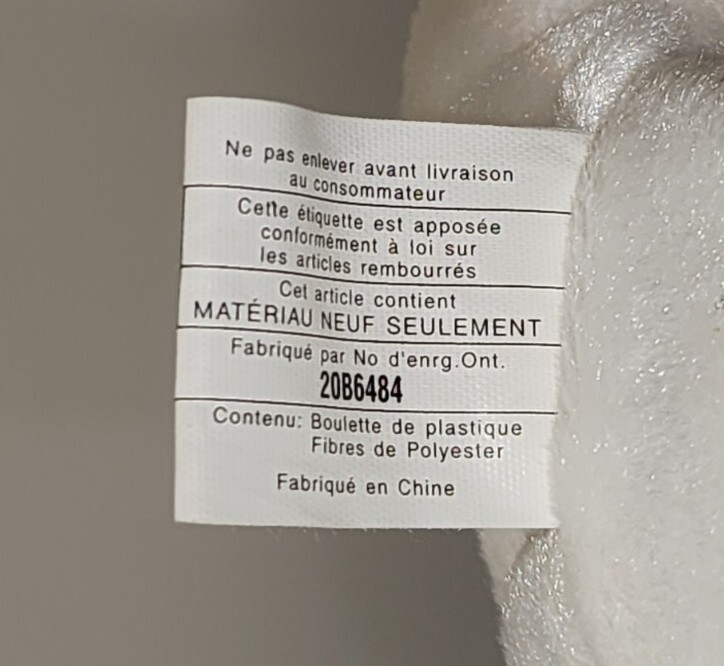 Ne pas enlever avant livraison
au consommateur
Cette étiquette est apposée
conformément à loi sur
les articles rembourrés
Cet article contient
MATÉRIAU NEUF SEULEMENT
Fabriqué par No d'enrg.Ont.
20B6484
Contenu: Boulette de plastique
Fibres de Polyester
Fabriqué en Chine